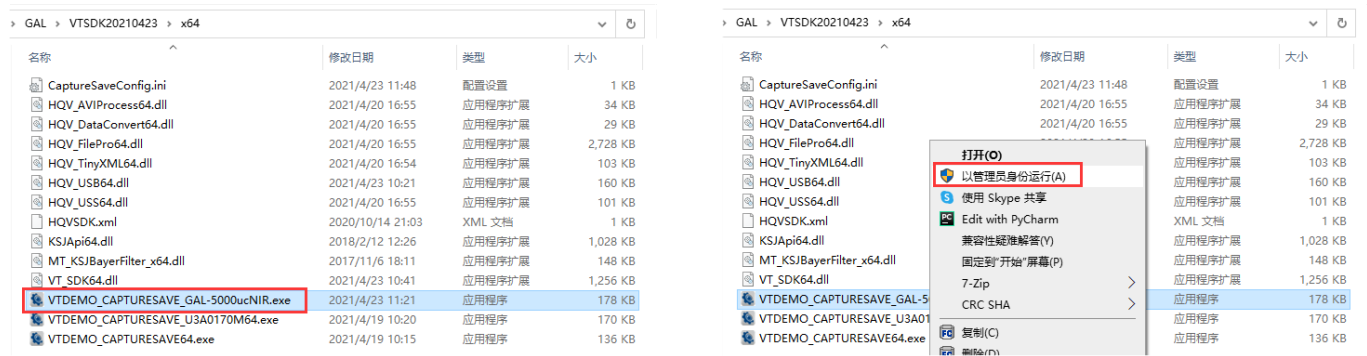 GAL > VTSDK20210423 > x64
名称 修改日期 类型 大小
CaptureSaveConfig.ini 2021/4/23 11:48 配置设置 1 KB
HQV_AVIProcess64.dll 2021/4/20 16:55 应用程序扩展 34 KB
HQV_DataConvert64.dll 2021/4/20 16:55 应用程序扩展 29 KB
HQV_FilePro64.dll 2021/4/20 16:55 应用程序扩展 2,728 KB
HQV_TinyXML64.dll 2021/4/20 16:54 应用程序扩展 103 KB
HQV_USB64.dll 2021/4/23 10:21 应用程序扩展 160 KB
HQV_USS64.dll 2021/4/20 16:55 应用程序扩展 101 KB
HQVSDK.xml 2020/10/14 21:03 XML 文档 1 KB
KSJApi64.dll 2018/2/12 12:26 应用程序扩展 1,028 KB
MT_KSJBayerFilter_x64.dll 2017/11/6 18:11 应用程序扩展 148 KB
VT_SDK64.dll 2021/4/23 10:41 应用程序扩展 1,256 KB
VTDEMO_CAPTURESAVE_GAL-5000ucNIR.exe 2021/4/23 11:21 应用程序 178 KB
VTDEMO_CAPTURESAVE_U3A0170M64.exe 2021/4/19 10:20 应用程序 170 KB
VTDEMO_CAPTURESAVE64.exe 2021/4/19 10:15 应用程序 136 KB
GAL > VTSDK20210423 > x64
名称 修改日期 类型 大小
CaptureSaveConfig.ini 2021/4/23 11:48 配置设置 1 KB
HQV_AVIProcess64.dll 2021/4/20 16:55 应用程序扩展 34 KB
HQV_DataConvert64.dll 2021/4/20 16:55 应用程序扩展 29 KB
HQV_FilePro64.dll 应用程序扩展 2,728 KB
HQV_TinyXML64.dll 应用程序扩展 103 KB
HQV_USB64.dll 应用程序扩展 160 KB
HQV_USS64.dll 应用程序扩展 101 KB
HQVSDK.xml XML 文档 1 KB
KSJApi64.dll 应用程序扩展 1,028 KB
MT_KSJBayerFilter_x64.dll 应用程序扩展 148 KB
VT_SDK64.dll 应用程序扩展 1,256 KB
VTDEMO_CAPTURESAVE_GAL-5 应用程序 178 KB
VTDEMO_CAPTURESAVE_U3A01 应用程序 170 KB
VTDEMO_CAPTURESAVE64.exe 应用程序 136 KB
打开(O)
以管理员身份运行(A)
使用 Skype 共享
Edit with PyCharm
兼容性疑难解答(Y)
固定到"开始"屏幕(P)
7-Zip
CRC SHA
复制(C)
删除(D)